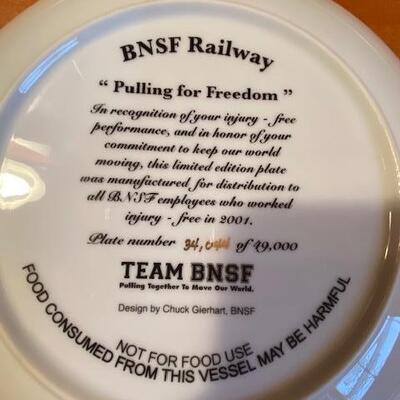 BNSF Railway
“ Pulling for Freedom ”
In recognition of your injury - free
performance, and in honor of your
commitment to keep our world
moving, this limited edition plate
was manufactured for distribution to
all BNSF employees who worked
injury - free in 2001.
Plate number of 49,000
TEAM BNSF
Pulling Together To Move Our World.
Design by Chuck Gierhart, BNSF
NOT FOR FOOD USE
FOOD CONSUMED FROM THIS VESSEL MAY BE HARMFUL